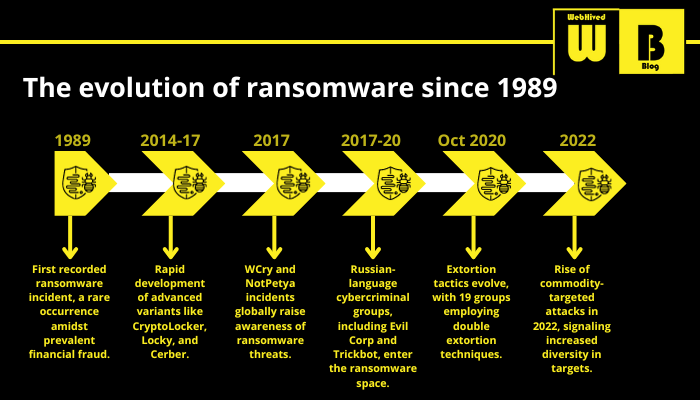 WebHived
W
B
Blog
The evolution of ransomware since 1989
1989
2014-17
2017
2017-20
Oct 2020
2022
First recorded
ransomware
incident, a rare
occurrence
amidst
prevalent
financial fraud.
Rapid
development
of advanced
variants like
CryptoLocker,
Locky, and
Cerber.
WCry and
NotPetya
incidents
globally raise
awareness of
ransomware
threats.
Russian-
language
cybercriminal
groups,
including Evil
Corp and
Trickbot, enter
the ransomware
space.
Extortion
tactics evolve,
with 19 groups
employing
double
extortion
techniques.
Rise of
commodity-
targeted
attacks in
2022, signaling
increased
diversity in
targets.